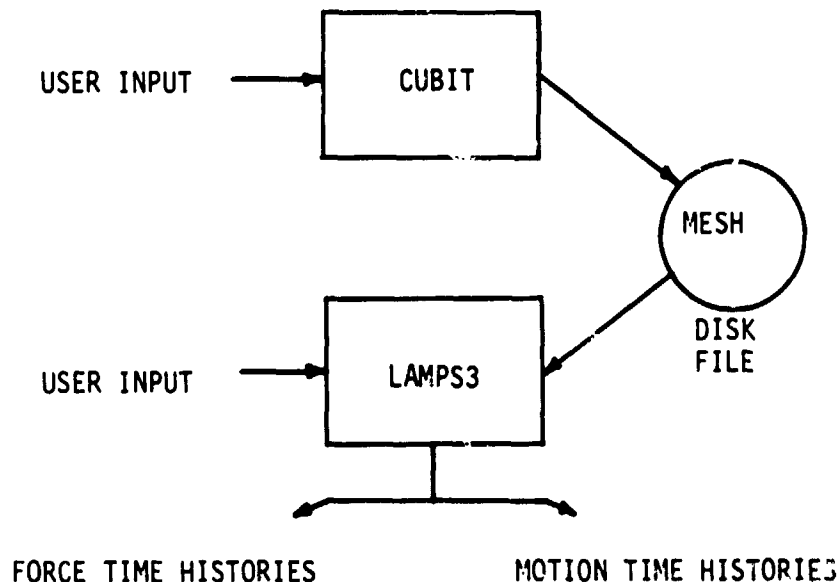 USER INPUT
CUBIT
MESH
DISK
FILE
USER INPUT
LAMPS3
FORCE TIME HISTORIES
MOTION TIME HISTORIES